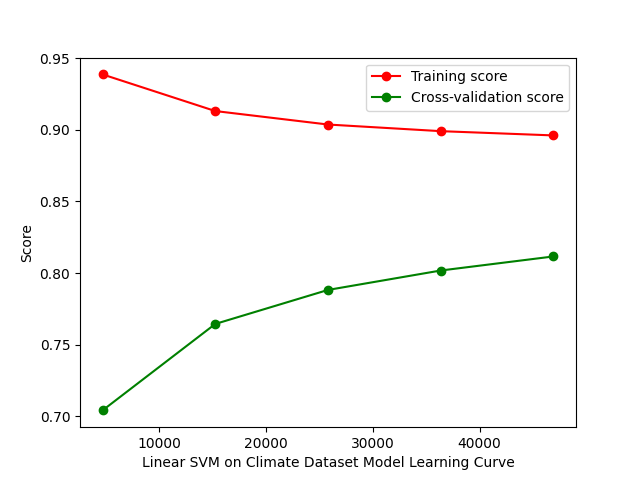 0.95
0.90
0.85
0.80
0.75
0.70
Score
Training score
Cross-validation score
10000 20000 30000 40000
Linear SVM on Climate Dataset Model Learning Curve